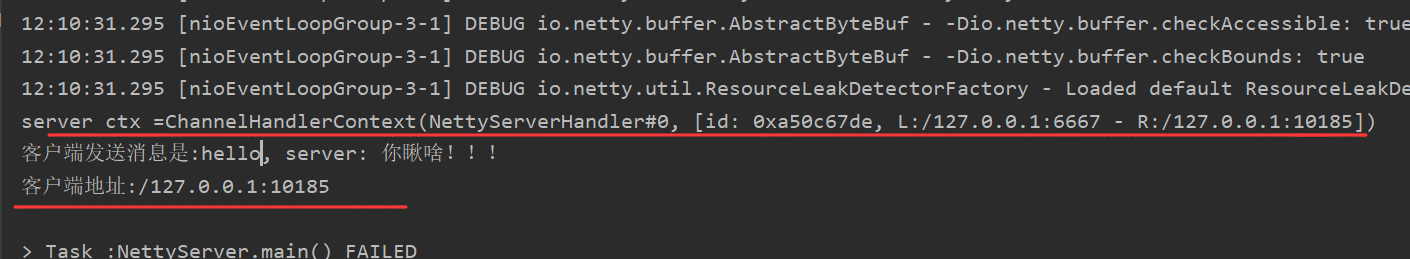 12:10:31.295 [nioEventLoopGroup-3-1] DEBUG io.netty.buffer.AbstractByteBuf - -Dio.netty.buffer.checkAccessible: true
12:10:31.295 [nioEventLoopGroup-3-1] DEBUG io.netty.buffer.AbstractByteBuf - -Dio.netty.buffer.checkBounds: true
12:10:31.295 [nioEventLoopGroup-3-1] DEBUG io.netty.util.ResourceLeakDetectorFactory - Loaded default ResourceLeakDe
server ctx =ChannelHandlerContext(NettyServerHandler#0, [id: 0xa50c67de, L:/127.0.0.1:6667 - R:/127.0.0.1:10185])
客户端发送消息是:hello, server: 你瞅啥！！！
客户端地址:/127.0.0.1:10185
> Task :NettyServer.main() FAILED